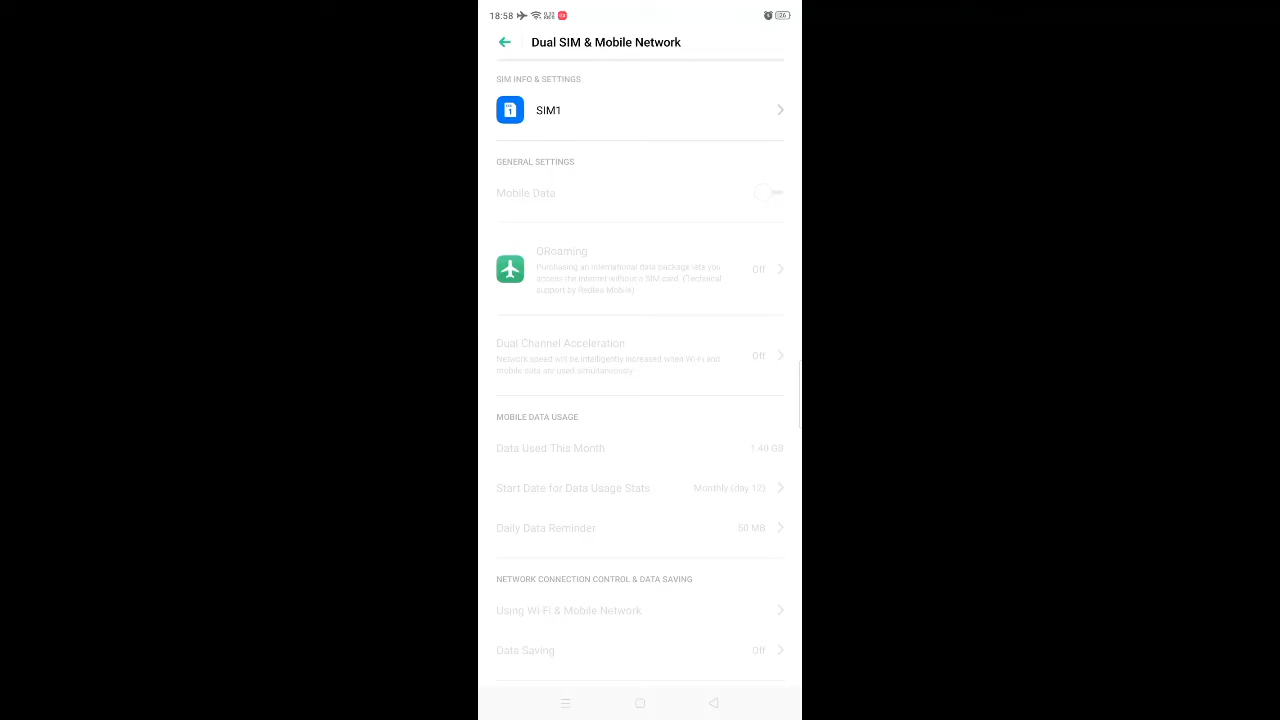 18:58
Dual SIM & Mobile Network
SIM INFO & SETTINGS
1
SIM1
GENERAL SETTINGS
Mobile Data
ORoaming
Purchasing an international data package lets you
Off
access the internet without a SIM card. (Technical
support by Redtea Mobile)
Dual Channel Acceleration
Network speed will be intelligently increased when Wi-Fi and
Off
mobile data are used simultaneously.
MOBILE DATA USAGE
Data Used This Month 1.40 GB
Start Date for Data Usage Stats Monthly (day 12)
Daily Data Reminder 50 MB
NETWORK CONNECTION CONTROL & DATA SAVING
Using Wi-Fi & Mobile Network
Data Saving Off